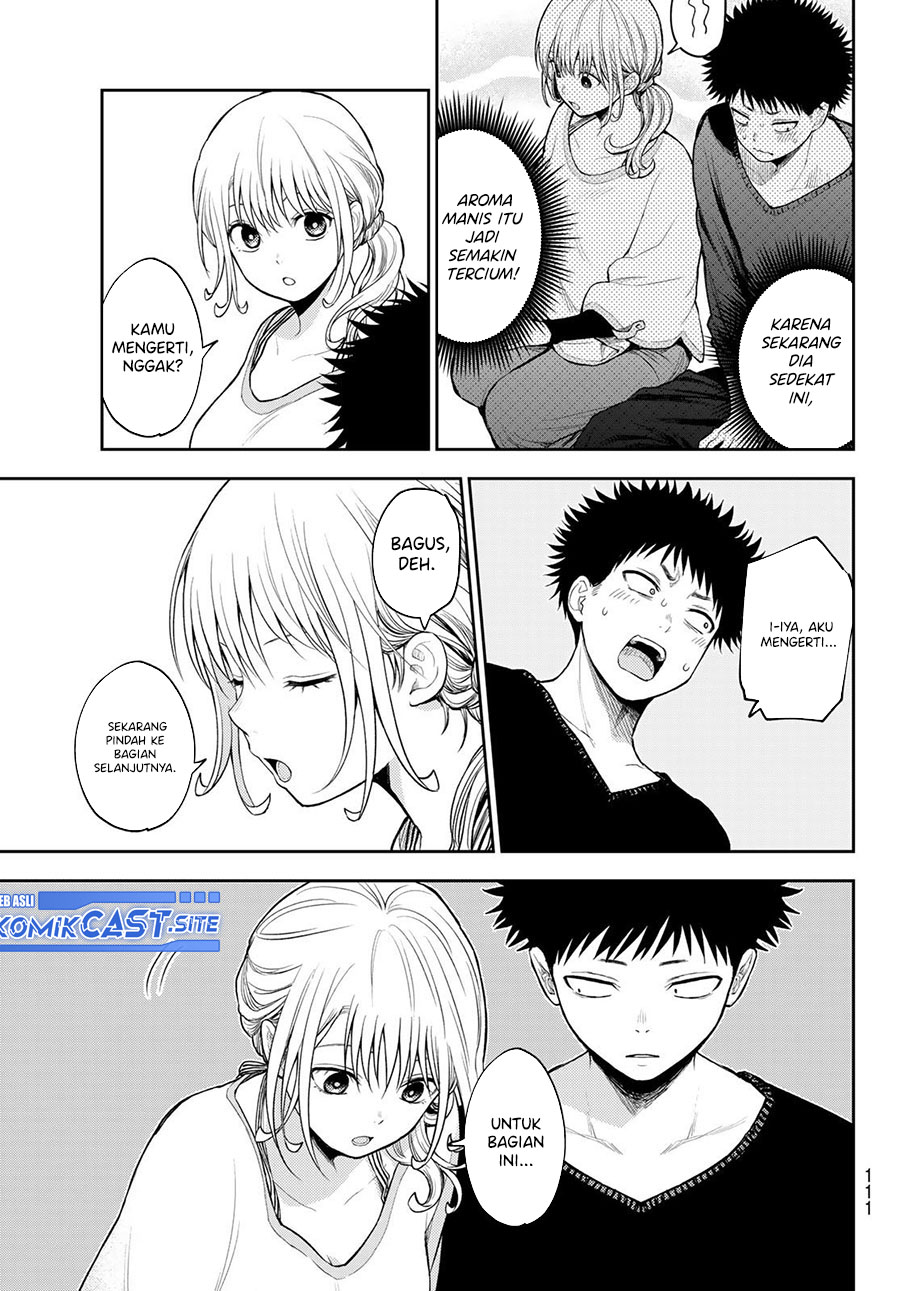 KARENA
SEKARANG
DIA
SEDEKAT
INI,
AROMA
MANIS ITU
JADI
SEMAKIN
TERCIUM!
KAMU
MENGERTI,
NGGAK?
I-IYA, AKU
MENGERTI...
BAGUS,
DEH.
SEKARANG
PINDAH KE
BAGIAN
SELANJUTNYA.
EB ASLI
KOMIKCAST.SITE
UNTUK
BAGIAN
INI...
111